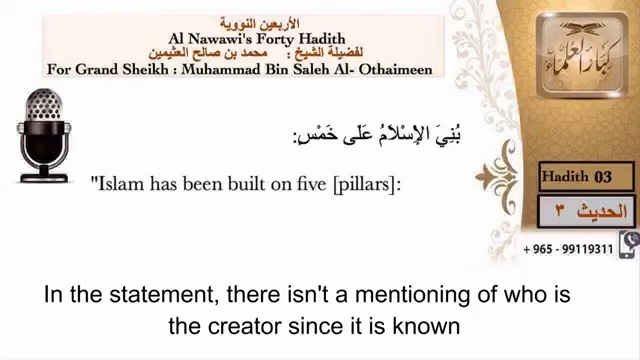 الأربعين النووية
Al Nawawi's Forty Hadith
لفضيلة الشيخ : محمد بن صالح العثيمين
For Grand Sheikh : Muhammad Bin Saleh Al- Othaimeen
كبار العلماء
بُنِيَ الإِسْلَامُ عَلَى خَمْسٍ:
"Islam has been built on five [pillars]:
Hadith 03
الحديث ٣
+ 965 - 99119311
In the statement, there isn't a mentioning of who is
the creator since it is known